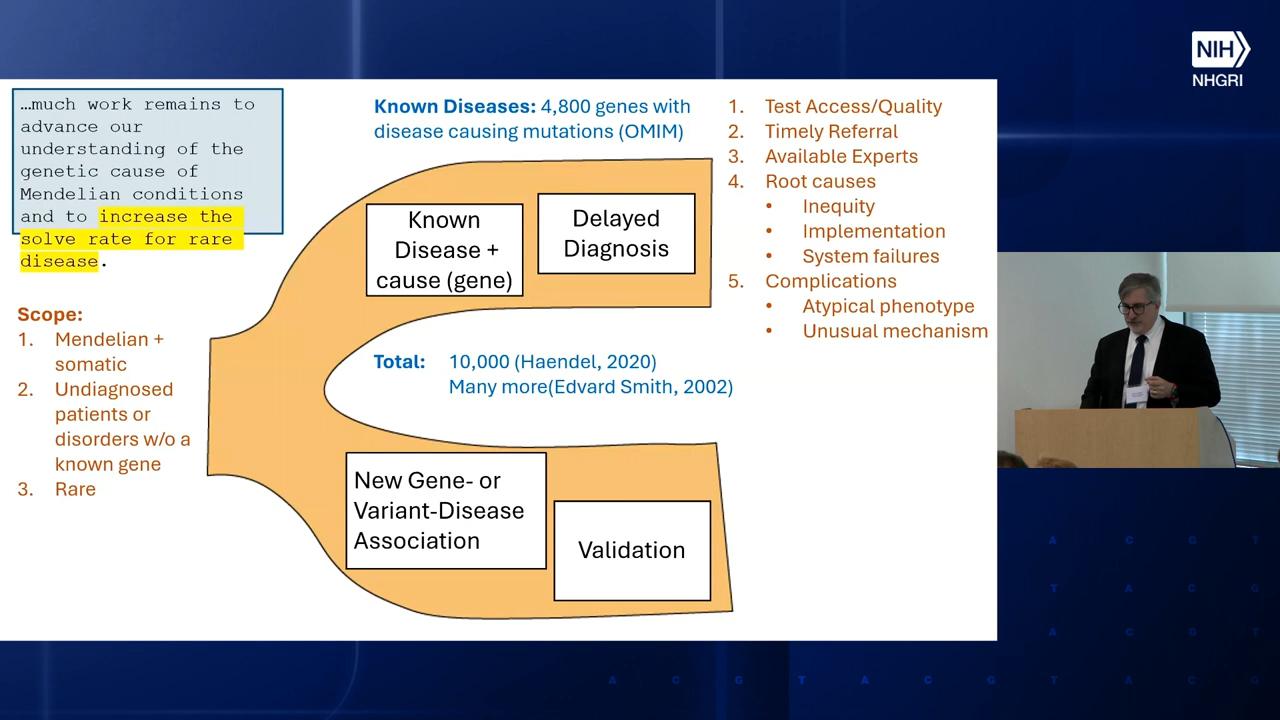 NIH
NHGRI
…much work remains to
advance our
understanding of the
genetic cause of
Mendelian conditions
and to increase the
solve rate for rare
disease.
Scope:
1. Mendelian +
somatic
2. Undiagnosed
patients or
disorders w/o a
known gene
3. Rare
Known Diseases: 4,800 genes with
disease causing mutations (OMIM)
Known
Disease +
cause (gene)
Delayed
Diagnosis
Total: 10,000 (Haendel, 2020)
Many more(Edvard Smith, 2002)
New Gene- or
Variant-Disease
Association
Validation
1. Test Access/Quality
2. Timely Referral
3. Available Experts
4. Root causes
• Inequity
• Implementation
• System failures
5. Complications
• Atypical phenotype
• Unusual mechanism
A C G T
T A C G
A C G T
A C G T A C G T A C G